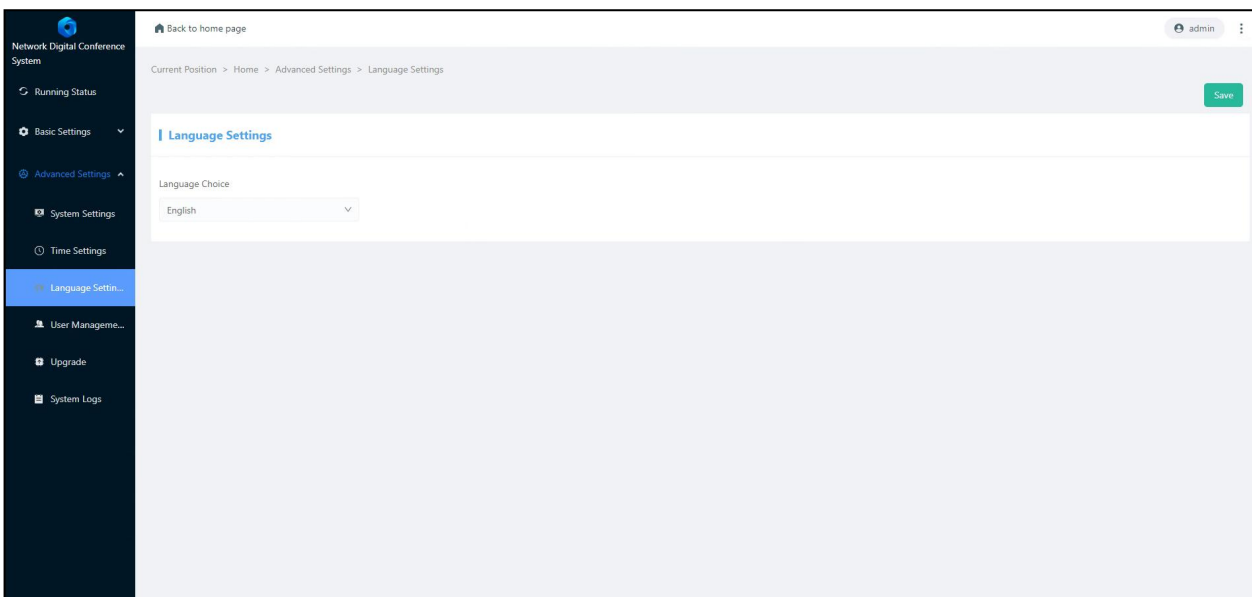 Network Digital Conference
System
Running Status
Basic Settings
Advanced Settings
System Settings
Time Settings
Language Settin...
User Manageme...
Upgrade
System Logs
Back to home page
admin
Current Position > Home > Advanced Settings > Language Settings
Save
Language Settings
Language Choice
English